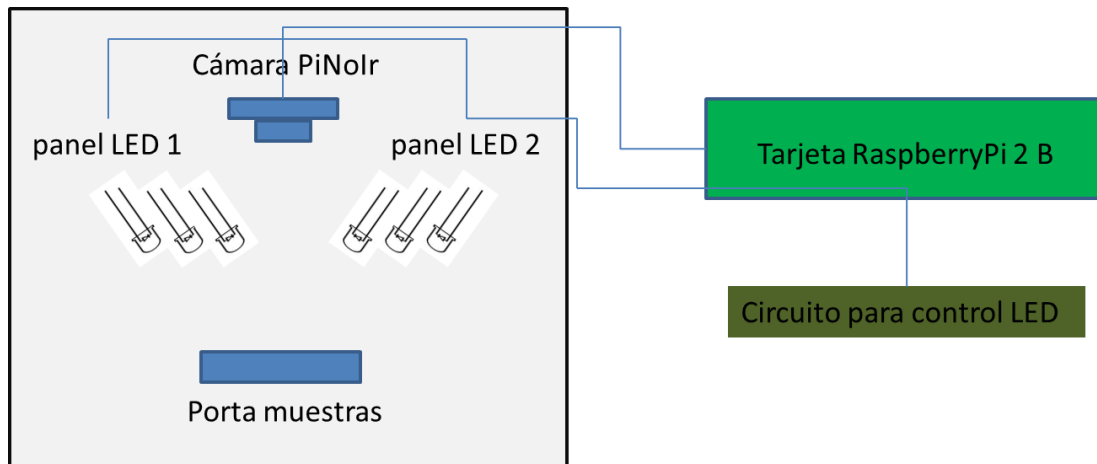 Cámara PiNoIr
panel LED 1
panel LED 2
Tarjeta RaspberryPi 2 B
Circuito para control LED
Porta muestras